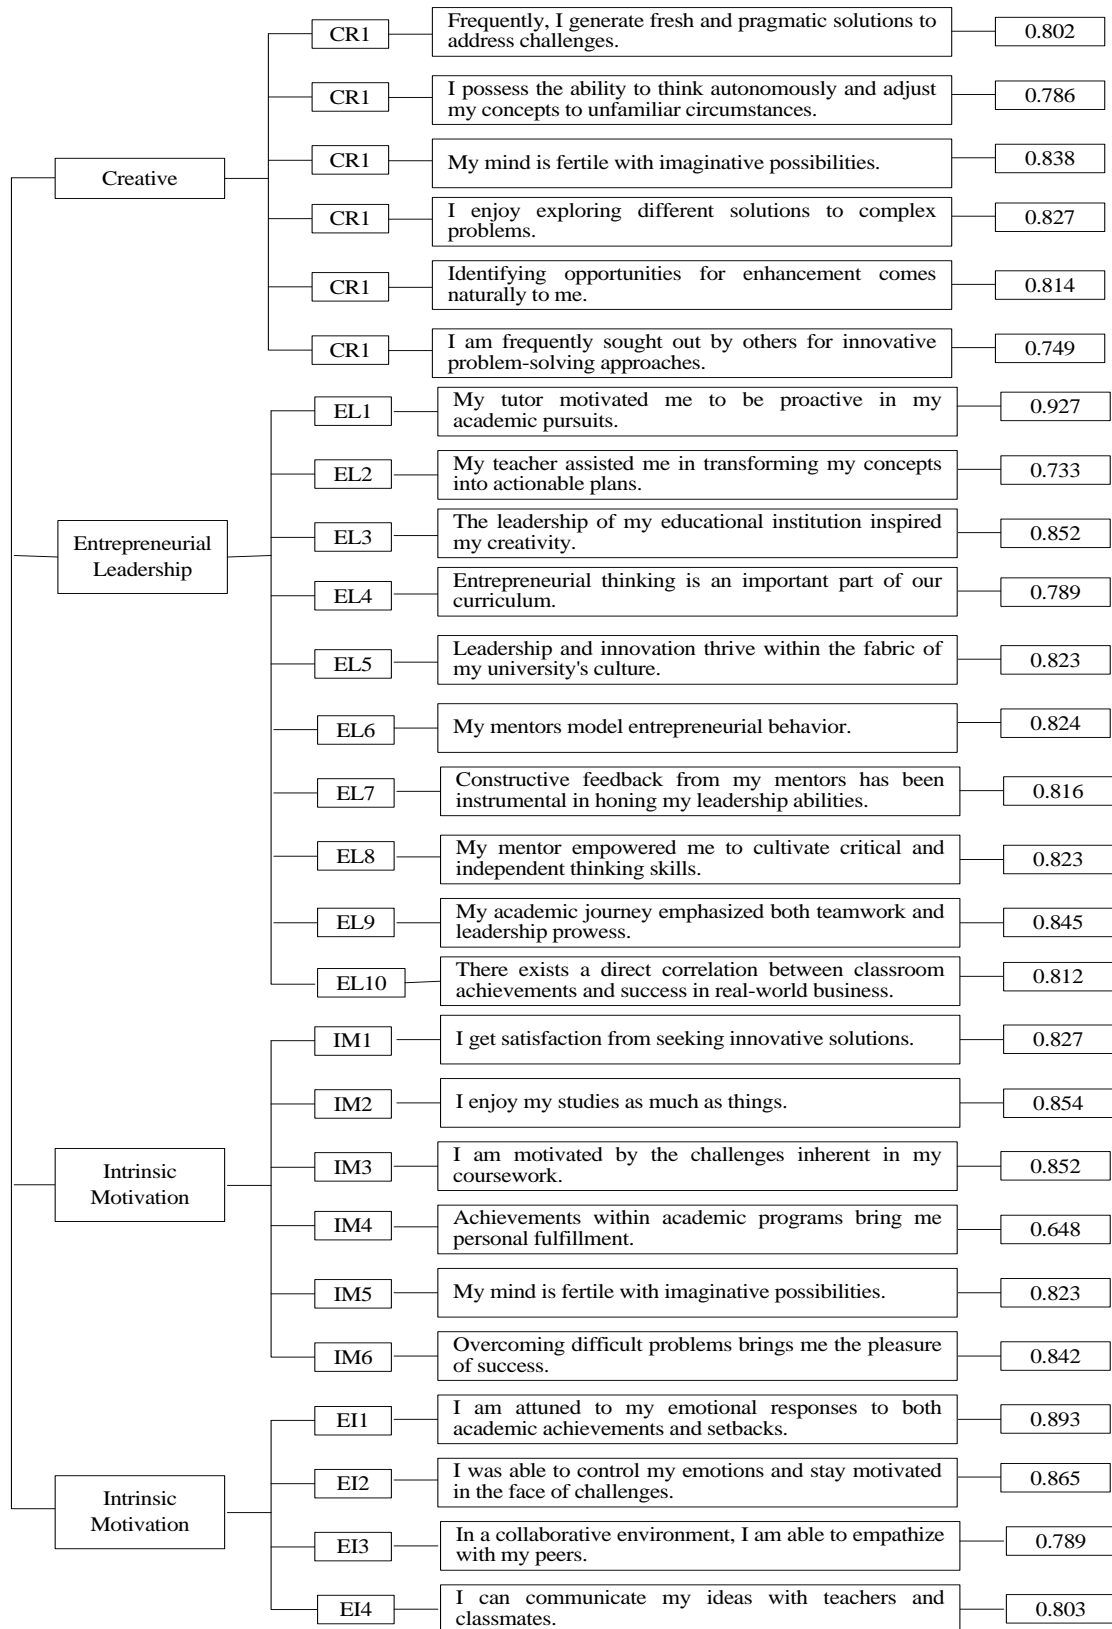 CR1
Frequently, I generate fresh and pragmatic solutions to
address challenges.
0.802
CR1
I possess the ability to think autonomously and adjust
my concepts to unfamiliar circumstances.
0.786
Creative
CR1
My mind is fertile with imaginative possibilities.
0.838
CR1
I enjoy exploring different solutions to complex
problems.
0.827
CR1
Identifying opportunities for enhancement comes
naturally to me.
0.814
CR1
I am frequently sought out by others for innovative
problem-solving approaches.
0.749
EL1
My tutor motivated me to be proactive in my
academic pursuits.
0.927
EL2
My teacher assisted me in transforming my concepts
into actionable plans.
0.733
Entrepreneurial
Leadership
EL3
The leadership of my educational institution inspired
my creativity.
0.852
EL4
Entrepreneurial thinking is an important part of our
curriculum.
0.789
EL5
Leadership and innovation thrive within the fabric of
my university's culture.
0.823
EL6
My mentors model entrepreneurial behavior.
0.824
EL7
Constructive feedback from my mentors has been
instrumental in honing my leadership abilities.
0.816
EL8
My mentor empowered me to cultivate critical and
independent thinking skills.
0.823
EL9
My academic journey emphasized both teamwork and
leadership prowess.
0.845
EL10
There exists a direct correlation between classroom
achievements and success in real-world business.
0.812
IM1
I get satisfaction from seeking innovative solutions.
0.827
IM2
I enjoy my studies as much as things.
0.854
Intrinsic
Motivation
IM3
I am motivated by the challenges inherent in my
coursework.
0.852
IM4
Achievements within academic programs bring me
personal fulfillment.
0.648
IM5
My mind is fertile with imaginative possibilities.
0.823
IM6
Overcoming difficult problems brings me the pleasure
of success.
0.842
EI1
I am attuned to my emotional responses to both
academic achievements and setbacks.
0.893
Intrinsic
Motivation
EI2
I was able to control my emotions and stay motivated
in the face of challenges.
0.865
EI3
In a collaborative environment, I am able to empathize
with my peers.
0.789
EI4
I can communicate my ideas with teachers and
classmates.
0.803